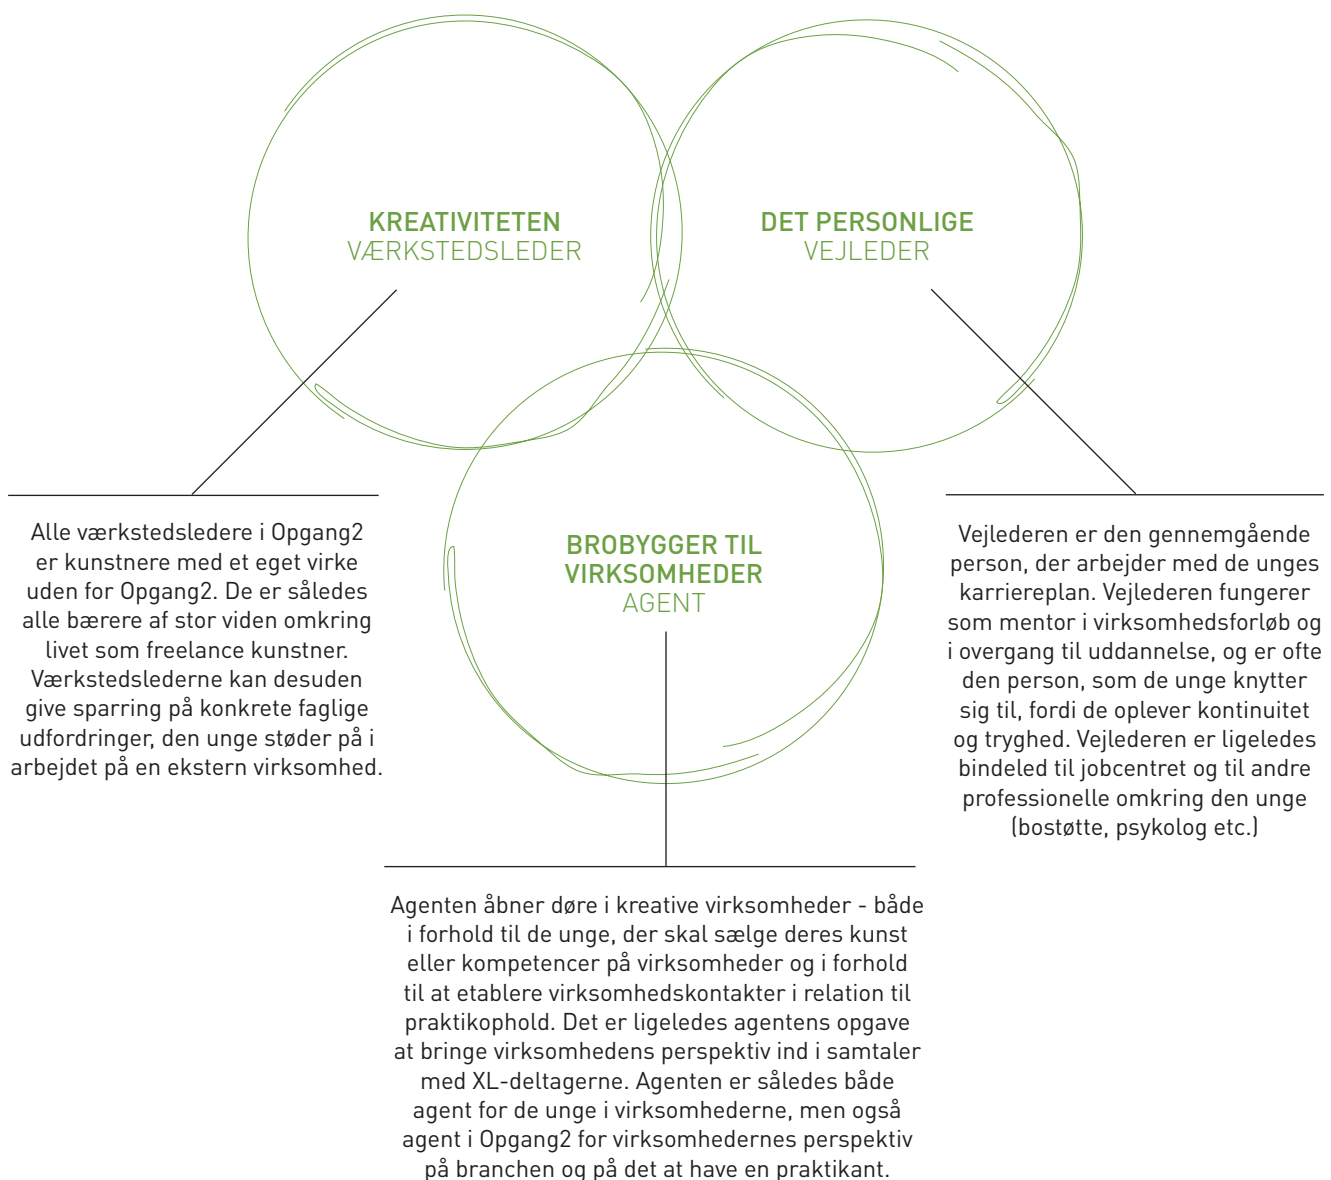 KREATIVITETEN
VÆRKSTEDSLEDER
DET PERSONLIGE
VEJLEDER
BROBYGGER TIL
VIRKSOMHEDER
AGENT
Alle værkstedsledere i Opgang2
er kunstnere med et eget virke
uden for Opgang2. De er således
alle bærere af stor viden omkring
livet som freelance kunstner.
Værkstedslederne kan desuden
give sparring på konkrete faglige
udfordringer, den unge støder på i
arbejdet på en ekstern virksomhed.
Vejlederen er den gennemgående
person, der arbejder med de unges
karriereplan. Vejlederen fungerer
som mentor i virksomhedsforløb og
i overgang til uddannelse, og er ofte
den person, som de unge knytter
sig til, fordi de oplever kontinuitet
og tryghed. Vejlederen er ligeledes
bindeled til jobcentret og til andre
professionelle omkring den unge
(bostøtte, psykolog etc.)
Agenten åbner døre i kreative virksomheder - både
i forhold til de unge, der skal sælge deres kunst
eller kompetencer på virksomheder og i forhold
til at etablere virksomhedskontakter i relation til
praktikophold. Det er ligeledes agentens opgave
at bringe virksomhedens perspektiv ind i samtaler
med XL-deltagerne. Agenten er således både
agent for de unge i virksomhederne, men også
agent i Opgang2 for virksomhedernes perspektiv
på branchen og på det at have en praktikant.